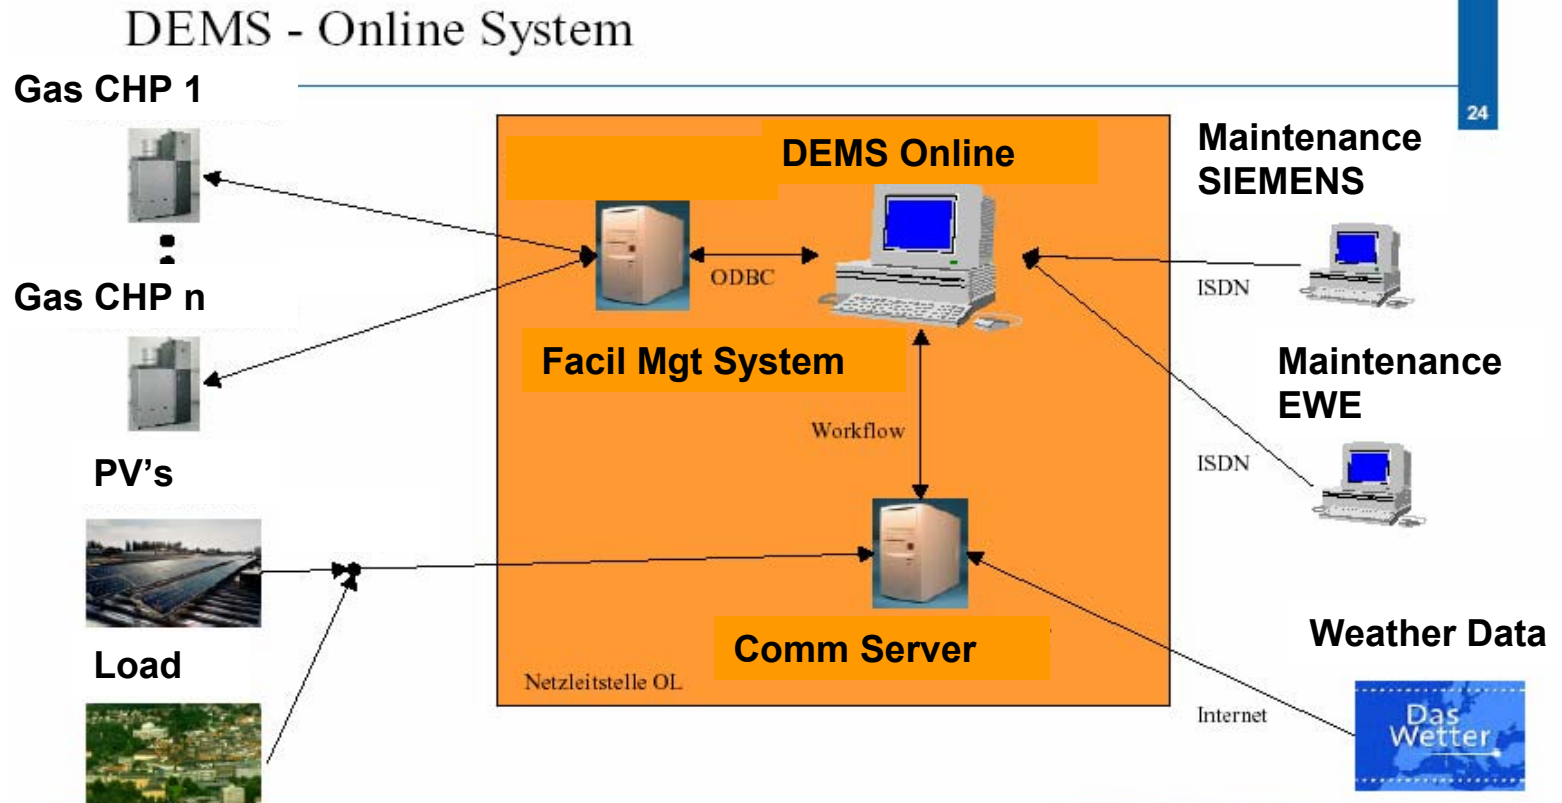 DEMS - Online System
24
Gas CHP 1
Gas CHP n
PV's
Load
DEMS Online
ODBC
Facil Mgt System
Workflow
Comm Server
Netzleitstelle OL
Maintenance
SIEMENS
ISDN
Maintenance
EWE
ISDN
Weather Data
Internet
Das
Wetter